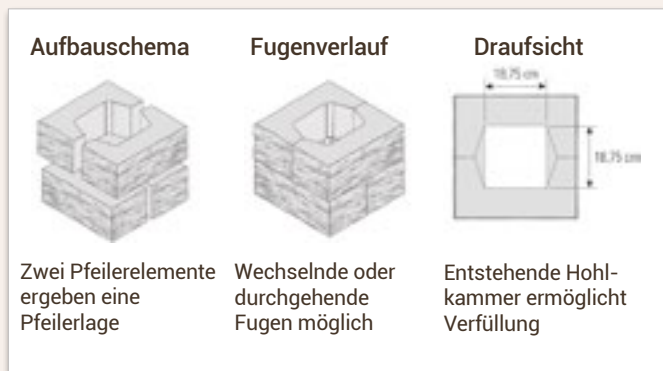 Aufbauschema
Zwei Pfeilerelemente
ergeben eine
Pfeilerlage
Fugenverlauf
Wechselnde oder
durchgehende
Fugen möglich
Draufsicht
18,75 cm
18,75 cm
Entstehende Hohl-
kammer ermöglicht
Verfüllung